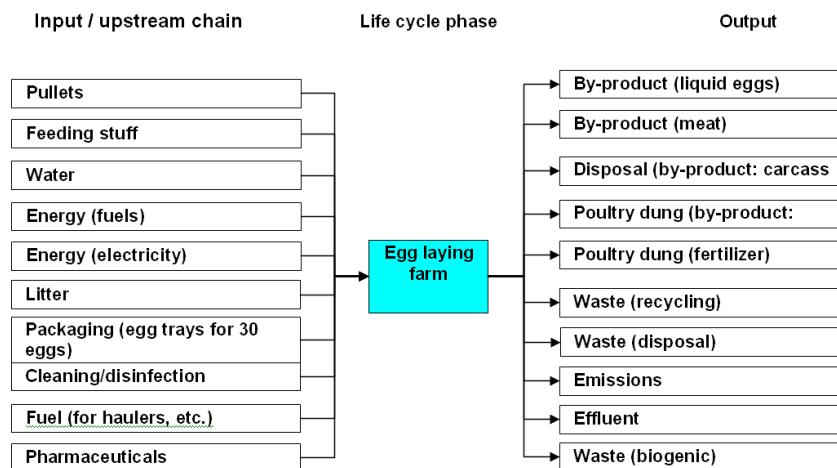 Input / upstream chain
Life cycle phase
Output
Pullets
Feeding stuff
Water
Energy (fuels)
Energy (electricity)
Litter
Packaging (egg trays for 30
eggs)
Cleaning/disinfection
Fuel (for haulers, etc.)
Pharmaceuticals
Egg laying
farm
By-product (liquid eggs)
By-product (meat)
Disposal (by-product: carcass
Poultry dung (by-product:
Poultry dung (fertilizer)
Waste (recycling)
Waste (disposal)
Emissions
Effluent
Waste (biogenic)